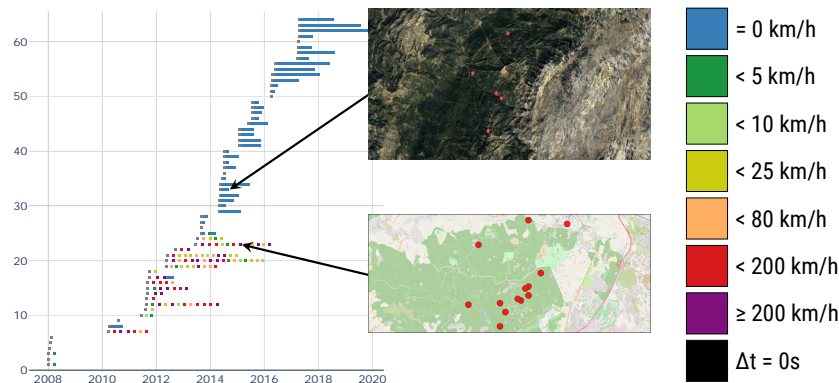 60
50
40
30
20
10
0
2008 2010 2012 2014 2016 2018 2020
= 0 km/h
< 5 km/h
< 10 km/h
< 25 km/h
< 80 km/h
< 200 km/h
≥ 200 km/h
Δt = 0s